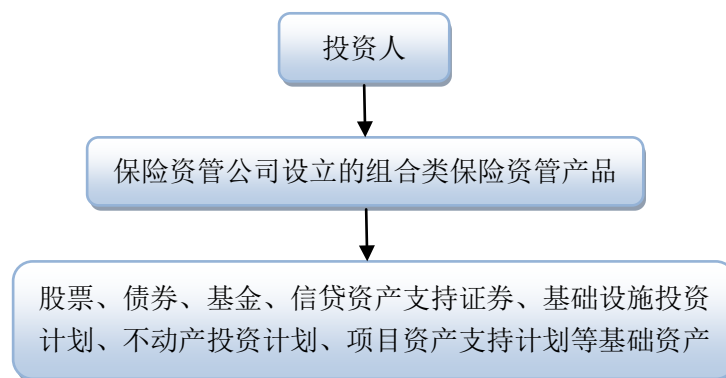 投资人
保险资管公司设立的组合类保险资管产品
股票、债券、基金、信贷资产支持证券、基础设施投资
计划、不动产投资计划、项目资产支持计划等基础资产